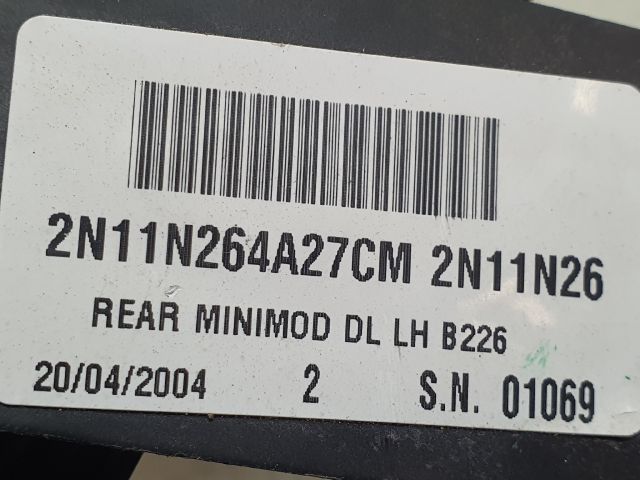 2N11N264A27CM 2N11N26
REAR MINIMOD DL LH B226
20/04/2004 2 S.N. 01069